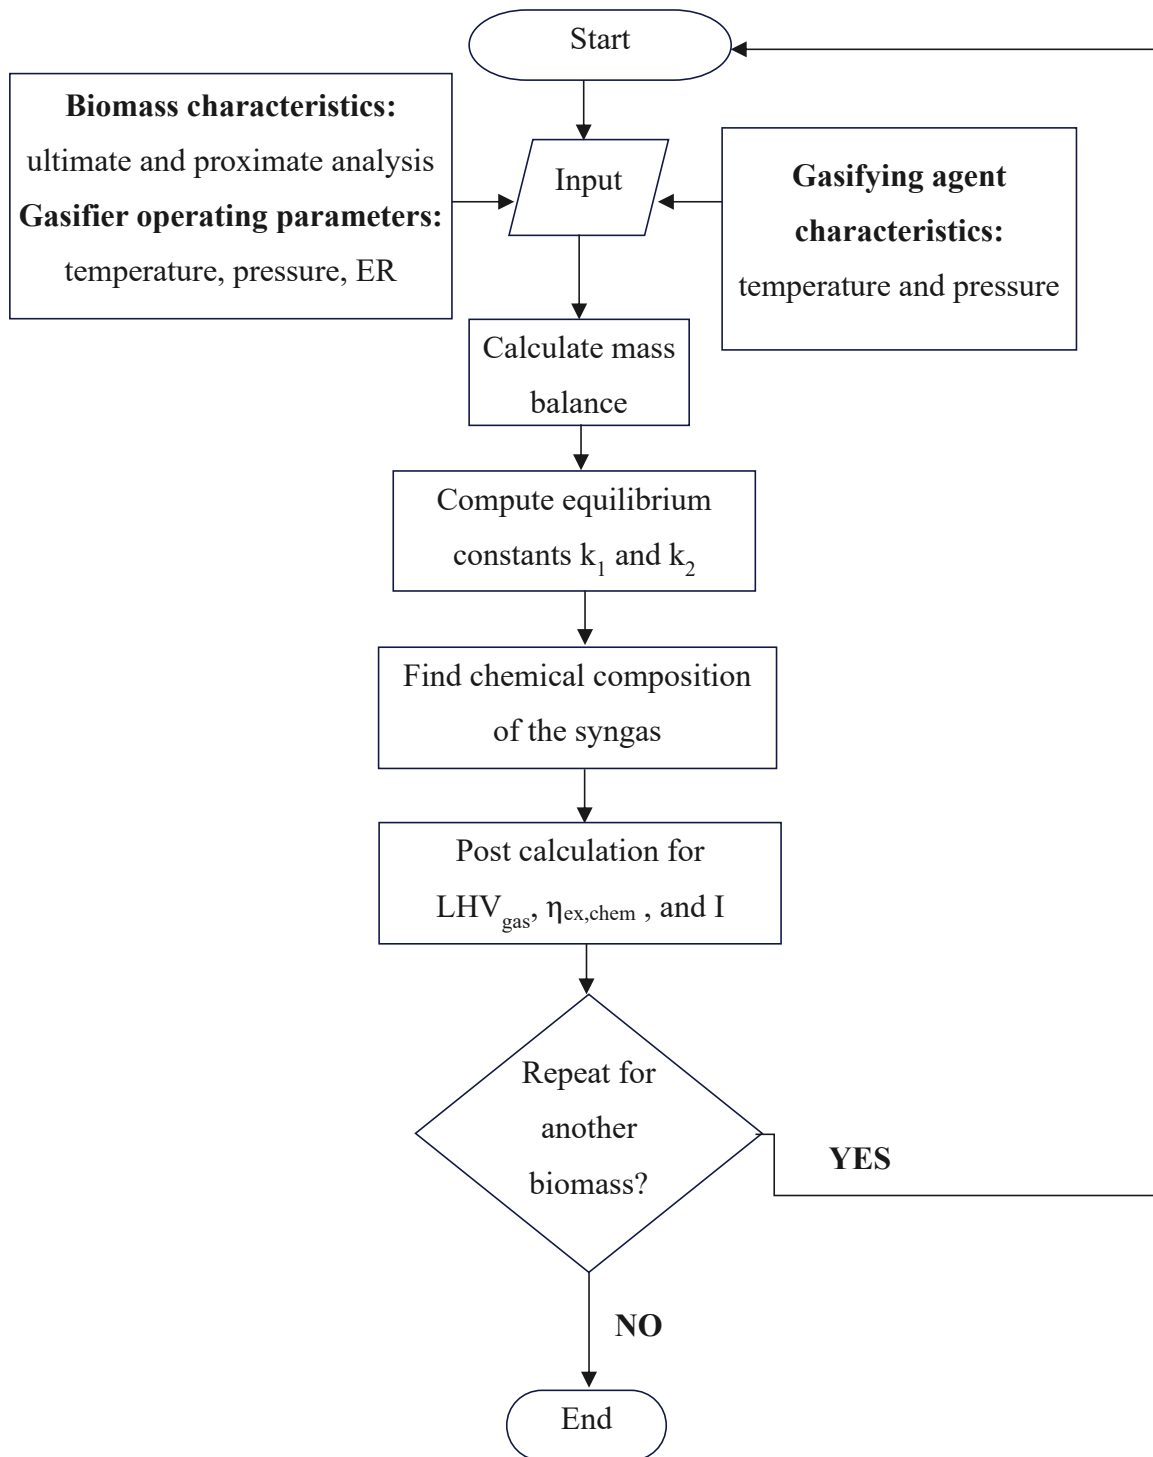 Start
Biomass characteristics:
ultimate and proximate analysis
Gasifier operating parameters:
temperature, pressure, ER
Input
Gasifying agent
characteristics:
temperature and pressure
Calculate mass
balance
Compute equilibrium
constants k₁ and k₂
Find chemical composition
of the syngas
Post calculation for
LHVgas, ηex,chem , and I
Repeat for
another
biomass?
YES
NO
End